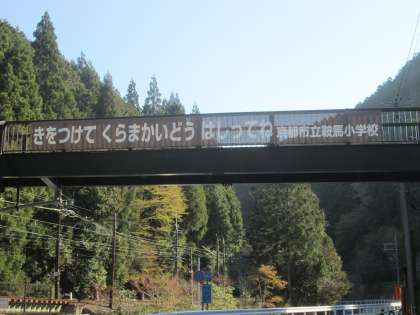 きをつけて くらまかいどう はしってね 京都市立鞍馬小学校